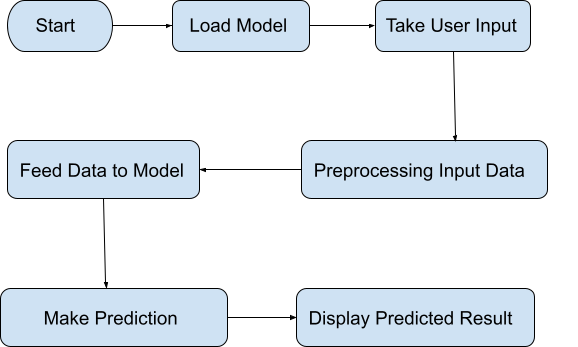 Start
Load Model
Take User Input
Preprocessing Input Data
Feed Data to Model
Make Prediction
Display Predicted Result